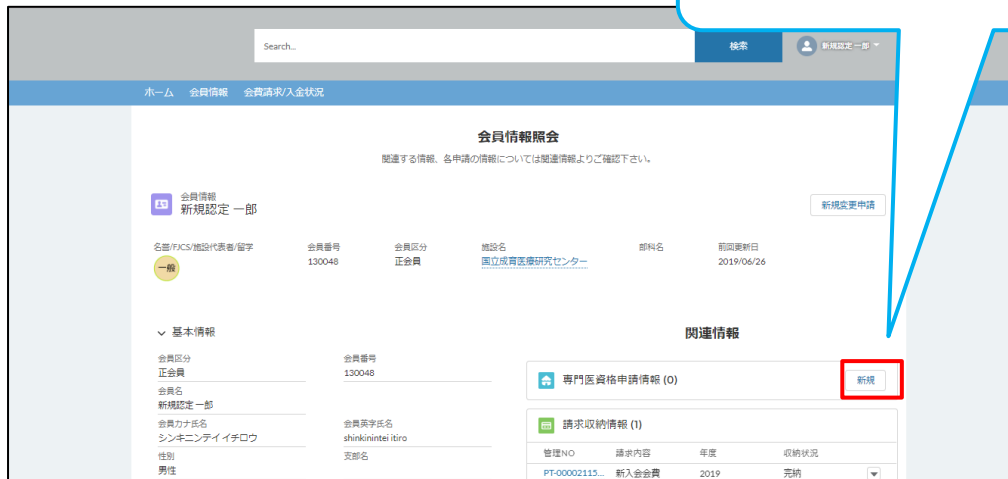 Search...
検索
新規認定 一郎
ホーム 会員情報 会費請求/入金状況
会員情報照会
関連する情報、各申請の情報については関連情報よりご確認下さい。
会員情報
新規認定 一郎
新規変更申請
名誉/FJCS/施設代表者/留学 会員番号 会員区分 施設名 部科名 前回更新日
一般 130048 正会員 国立成育医療研究センター 2019/06/26
基本情報
関連情報
会員区分 会員番号
正会員 130048
会員名
新規認定 一郎
会員カナ氏名 会員英字氏名
シンキニンテイ イチロウ shinkinintei itiro
性別 支部名
男性
専門医資格申請情報 (0) 新規
請求収納情報 (1)
管理NO 請求内容 年度 収納状況
PT-00002115... 新入会会費 2019 完納